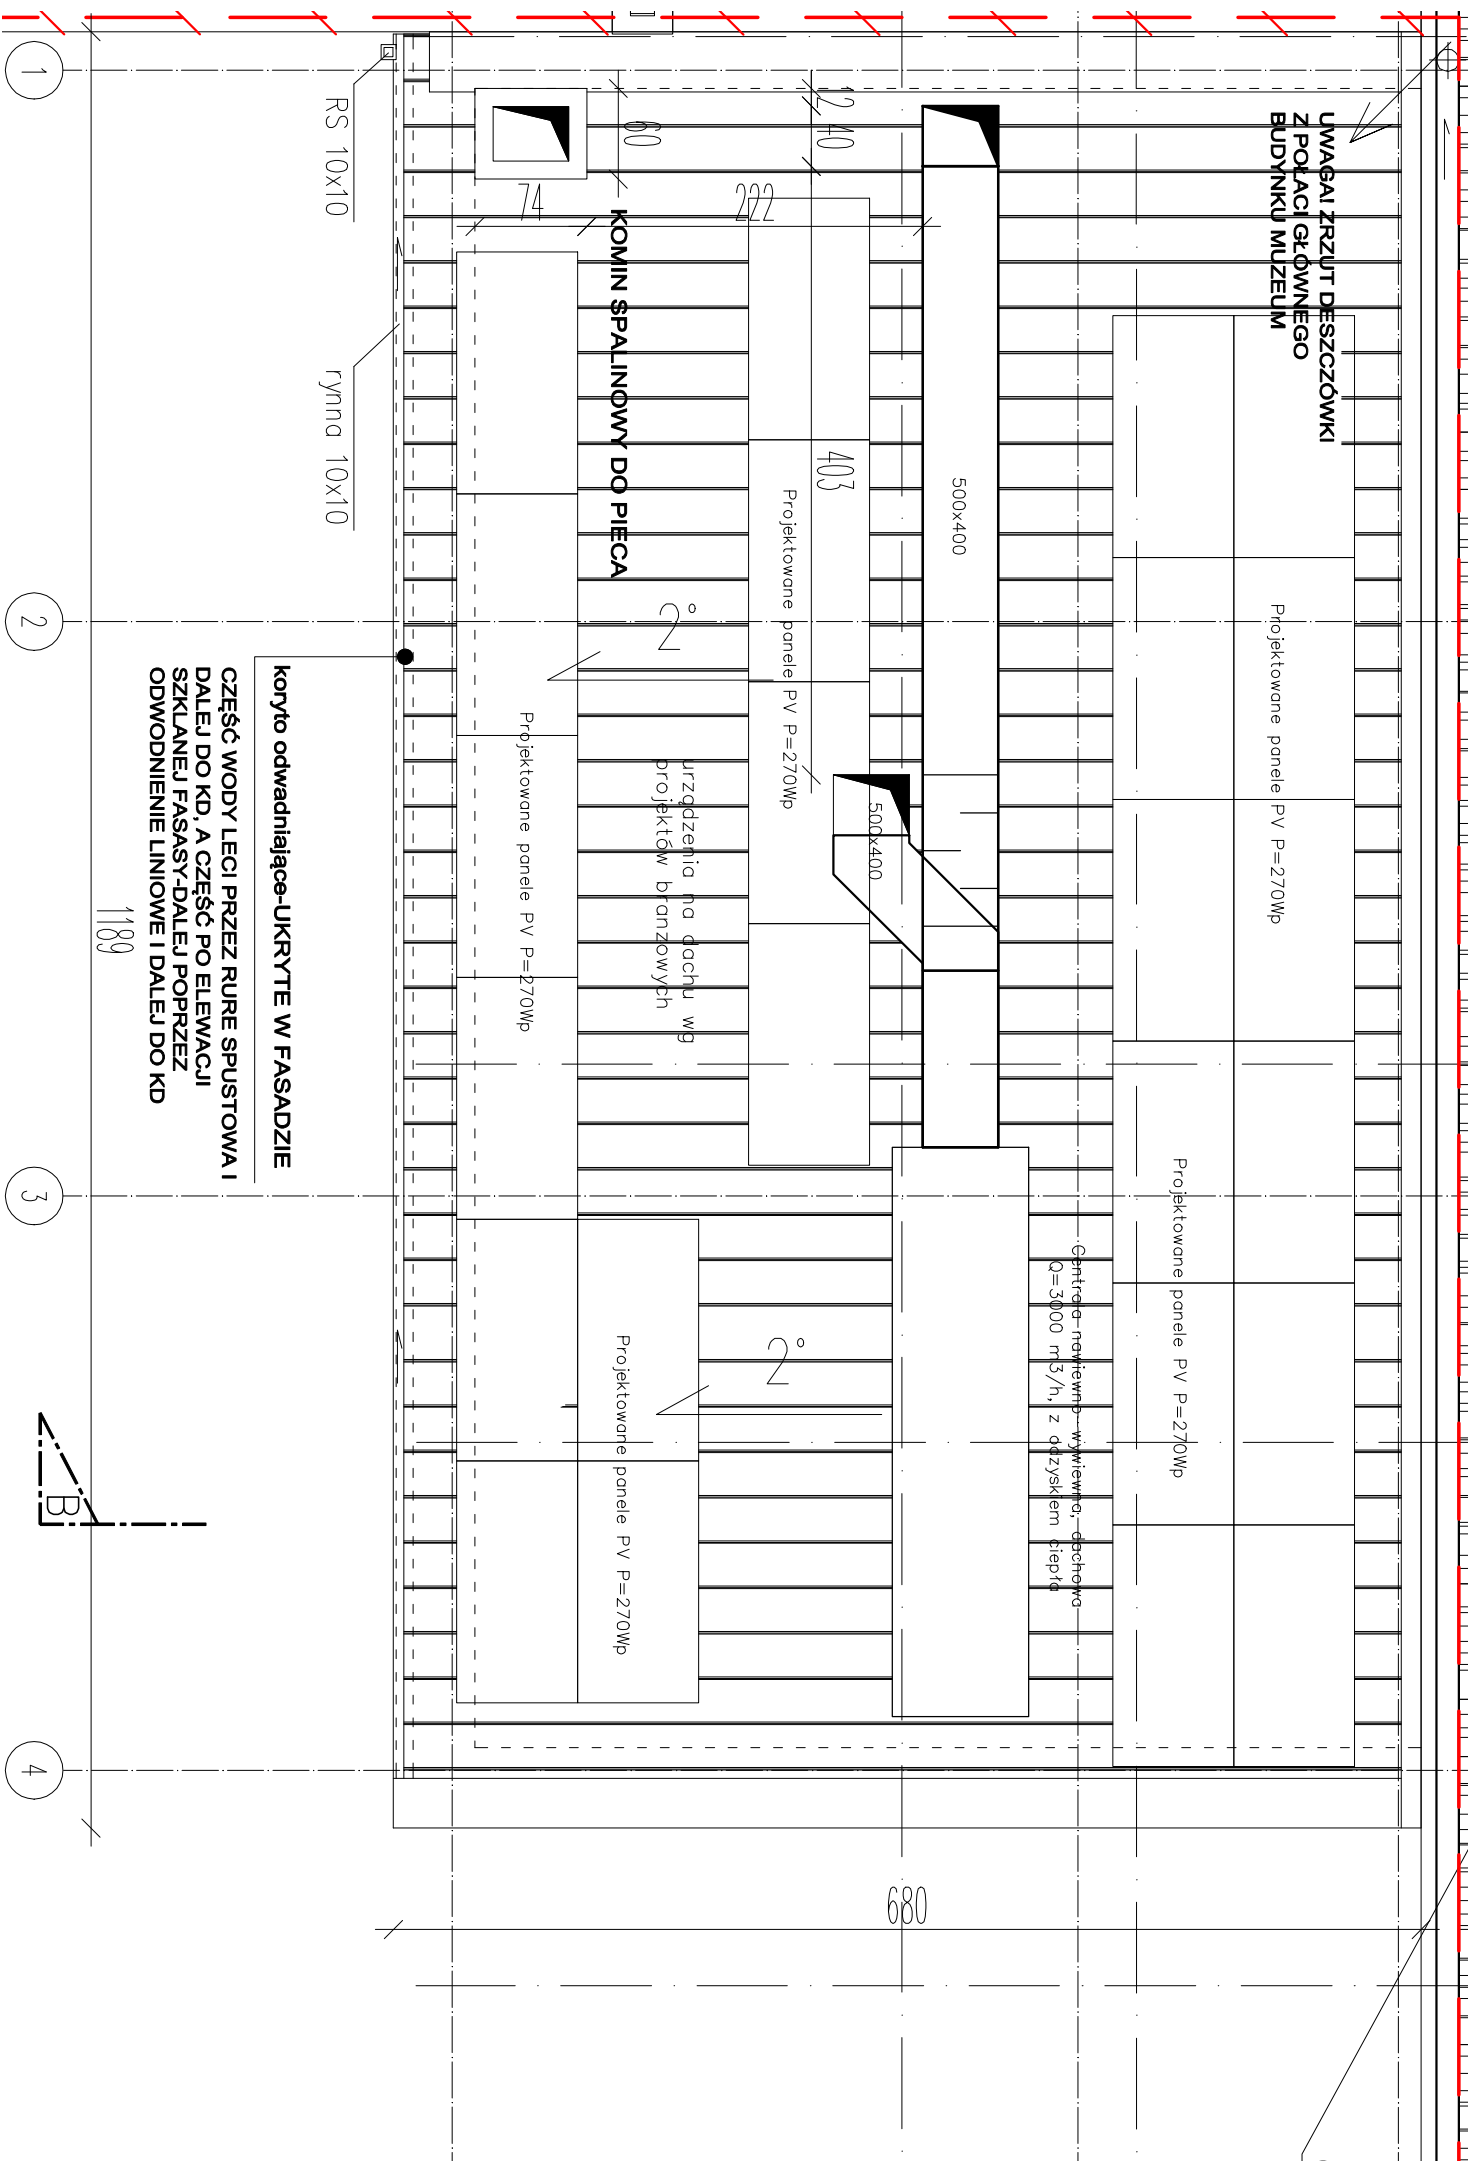 UWAGA! ZRZUT DESZCZÓWKI
Z POŁACI GŁÓWNEGO
BUDYNKU MUZEUM
1
2
3
4
RS 10x10
rynna 10x10
60
12
40
74
222
403
KOMIN SPALINOWY DO PIECA
500x400
500x400
Projektowane panele PV P=270Wp
Projektowane panele PV P=270Wp
Projektowane panele PV P=270Wp
Projektowane panele PV P=270Wp
Projektowane panele PV P=270Wp
2°
2°
urządzenia na dachu wg
projektów branzowych
Centrala nawiewno-wywiewna, dachowa
Q=3000 m3/h, z odzyskiem ciepła
koryto odwadniające-UKRYTE W FASADZIE
CZĘŚĆ WODY LECI PRZEZ RURE SPUSTOWA I
DALEJ DO KD, A CZĘŚĆ PO ELEWACJI
SZKLANEJ FASASY-DALEJ POPRZEZ
ODWODNIENIE LINIOWE I DALEJ DO KD
1189
B
680